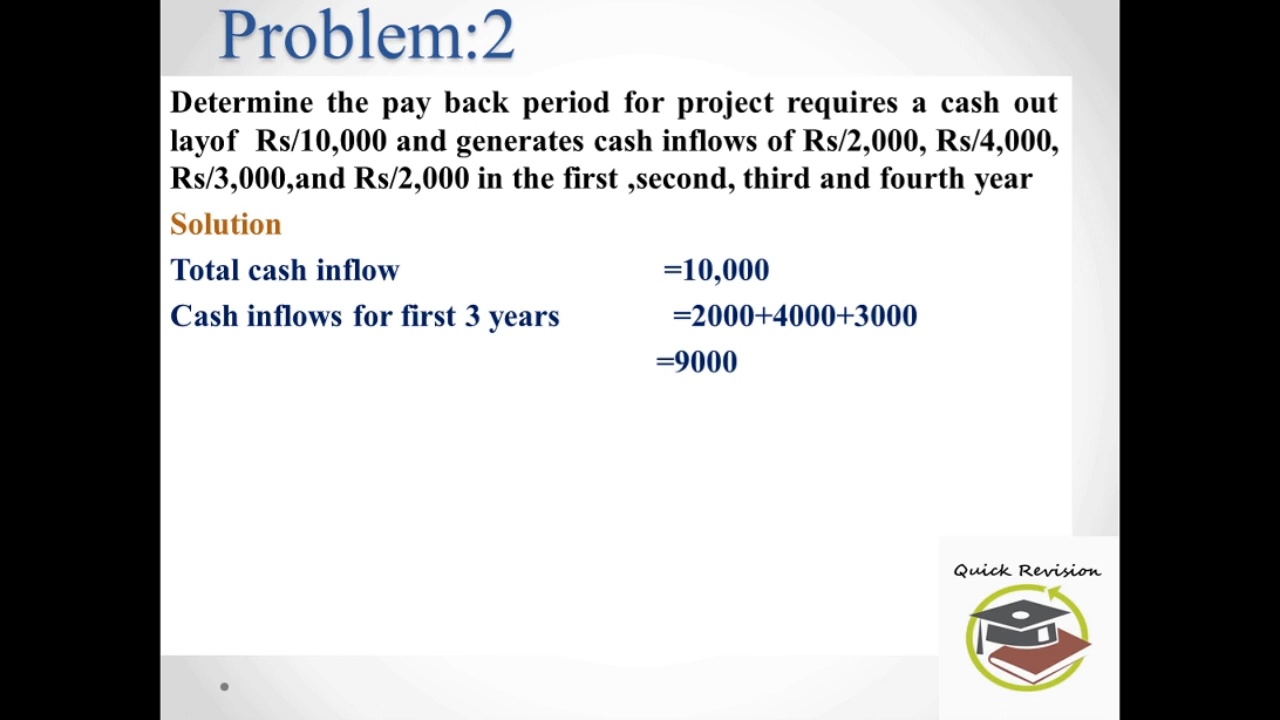 Problem:2
Determine the pay back period for project requires a cash out
layof Rs/10,000 and generates cash inflows of Rs/2,000, Rs/4,000,
Rs/3,000,and Rs/2,000 in the first ,second, third and fourth year
Solution
Total cash inflow =10,000
Cash inflows for first 3 years =2000+4000+3000
=9000
Quick Revision